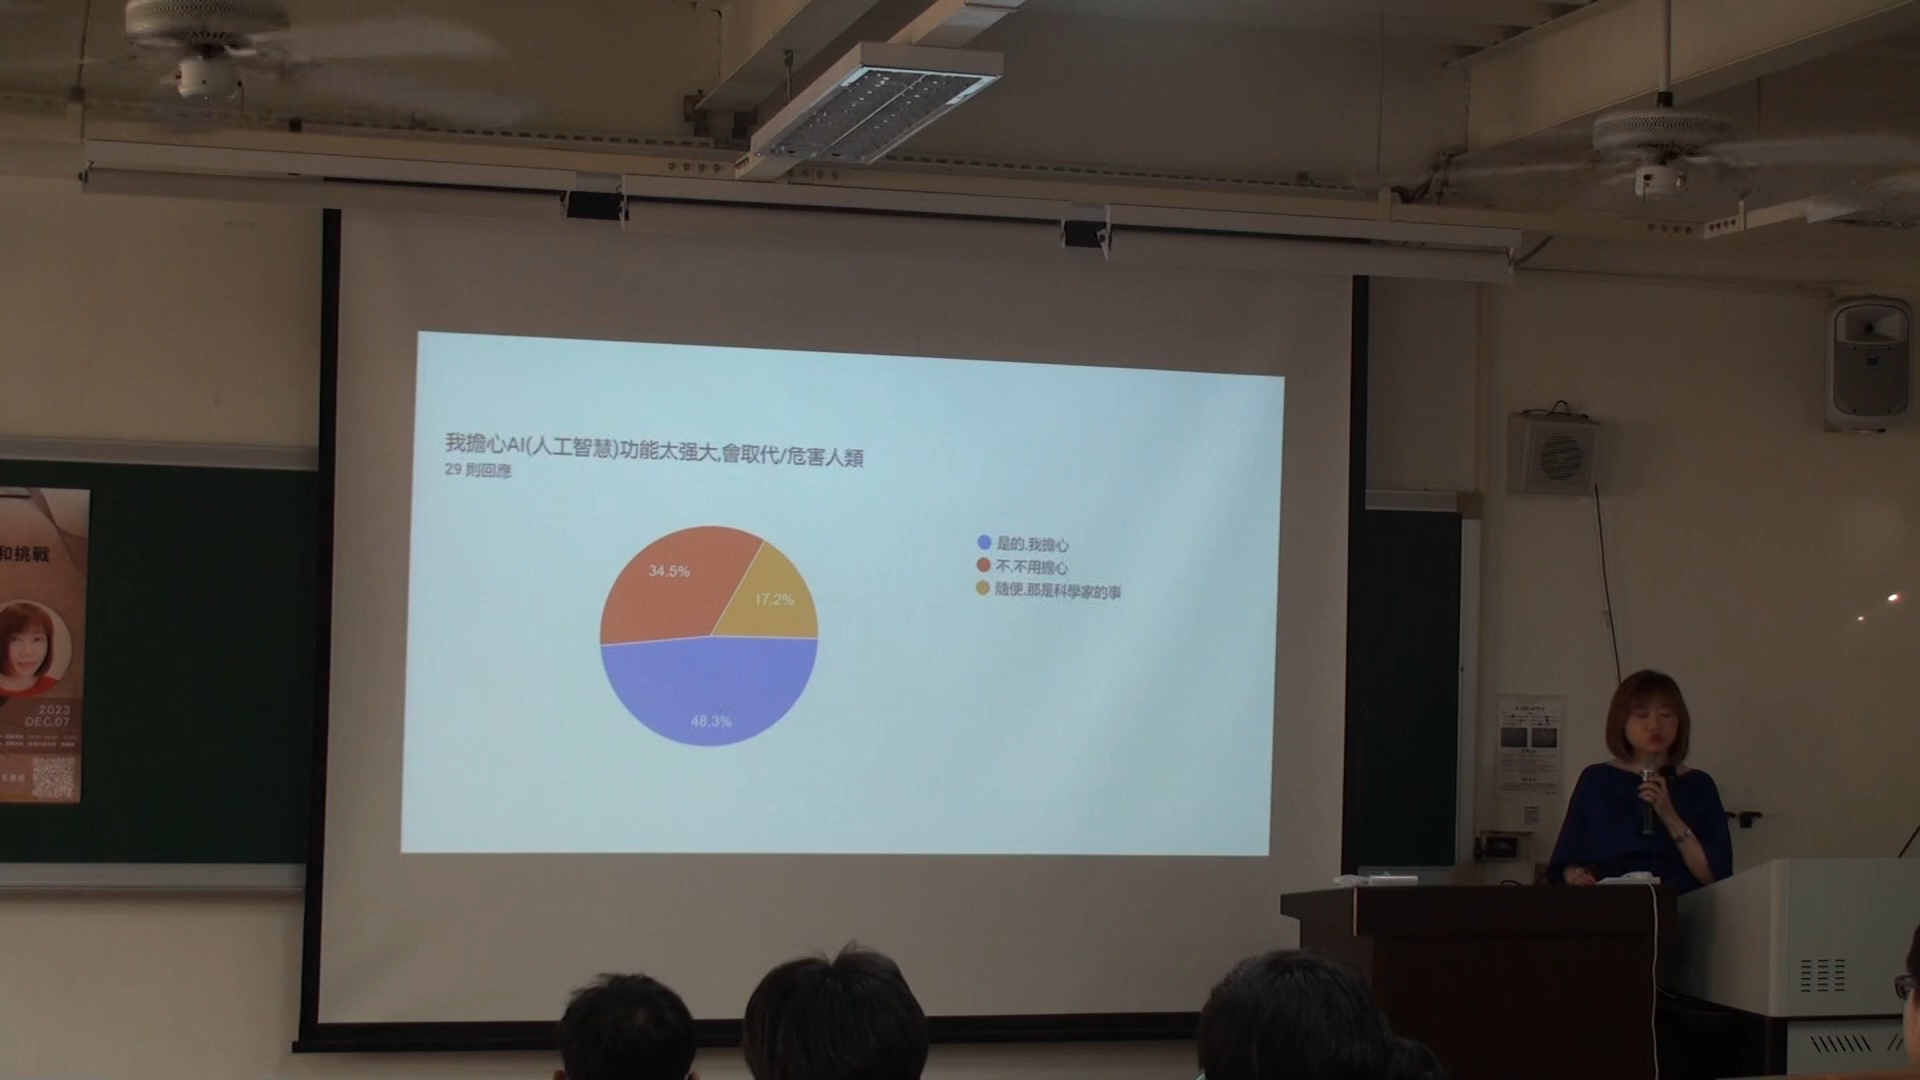 我擔心AI(人工智慧)功能太强大,會取代/危害人類
29 則回應
34.5%
17.2%
48.3%
是的,我擔心
不,不用擔心
隨便,那是科學家的事
和挑戰
2023
DEC.07